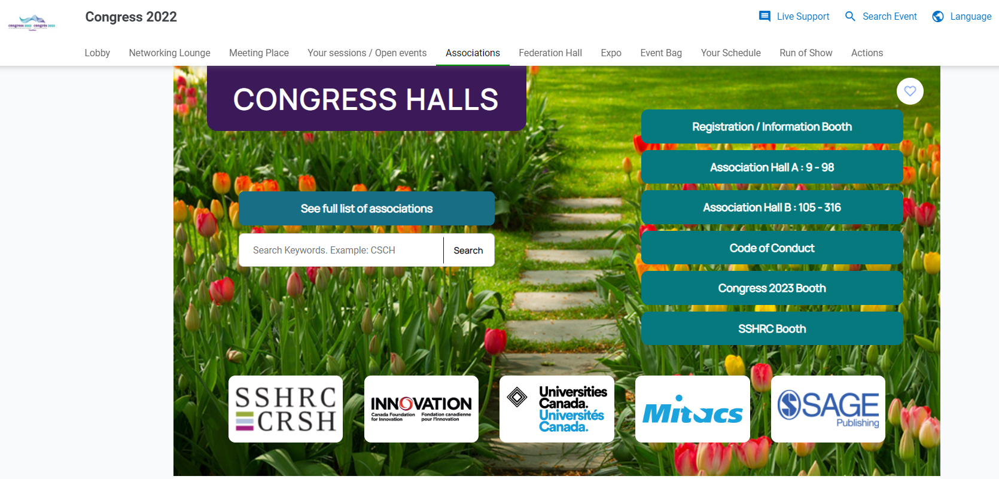 congress 2022 congrès 2022
Congress 2022
Live Support
Search Event
Language
Lobby
Networking Lounge
Meeting Place
Your sessions / Open events
Associations
Federation Hall
Expo
Event Bag
Your Schedule
Run of Show
Actions
CONGRESS HALLS
See full list of associations
Search Keywords. Example: CSCH
Search
Registration / Information Booth
Association Hall A : 9 - 98
Association Hall B : 105 - 316
Code of Conduct
Congress 2023 Booth
SSHRC Booth
SSHRC
CRSH
INNOVATION
Canada Foundation
for Innovation
Fondation canadienne
pour l'innovation
Universities
Canada.
Universités
Canada.
Mitacs
SAGE
Publishing